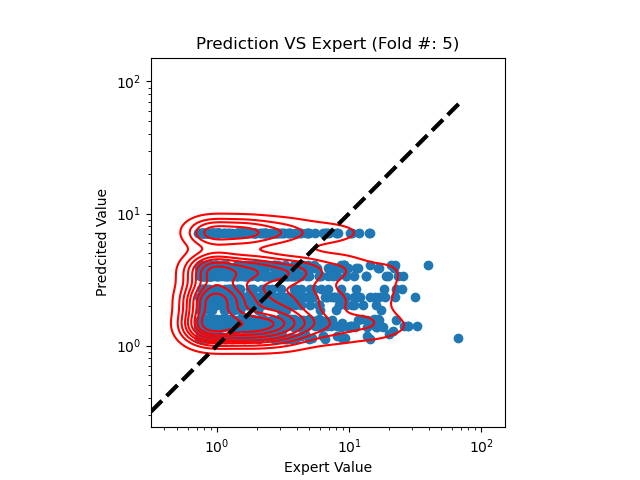 Prediction VS Expert (Fold #: 5)
Predcited Value
10²
10¹
10⁰
10⁰ 10¹ 10²
Expert Value